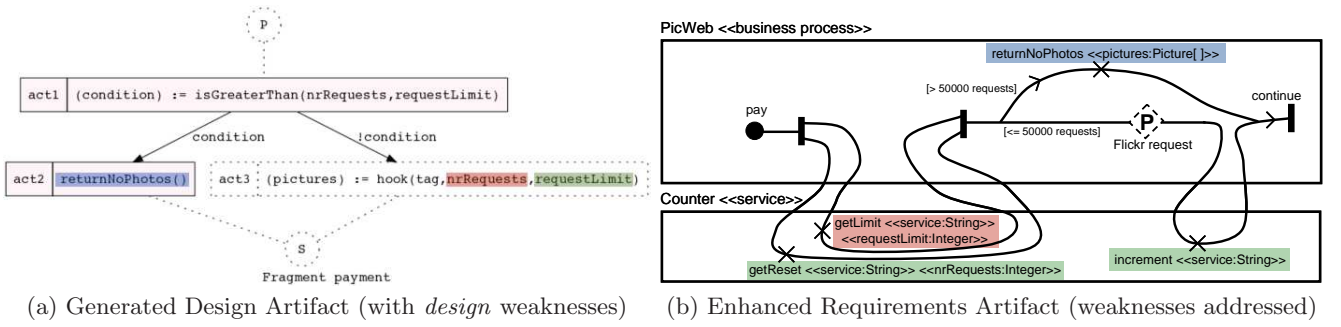 P
act1 (condition) := isGreaterThan(nrRequests,requestLimit)
condition !condition
act2 returnNoPhotos() act3 (pictures) := hook(tag,nrRequests,requestLimit)
S
Fragment payment
(a) Generated Design Artifact (with design weaknesses)
PicWeb <<business process>>
returnNoPhotos <<pictures:Picture[ ]>>
[> 50000 requests]
pay
continue
P
[<= 50000 requests]
Flickr request
Counter <<service>>
getLimit <<service:String>>
<<requestLimit:Integer>>
increment <<service:String>>
getReset <<service:String>> <<nrRequests:Integer>>
(b) Enhanced Requirements Artifact (weaknesses addressed)